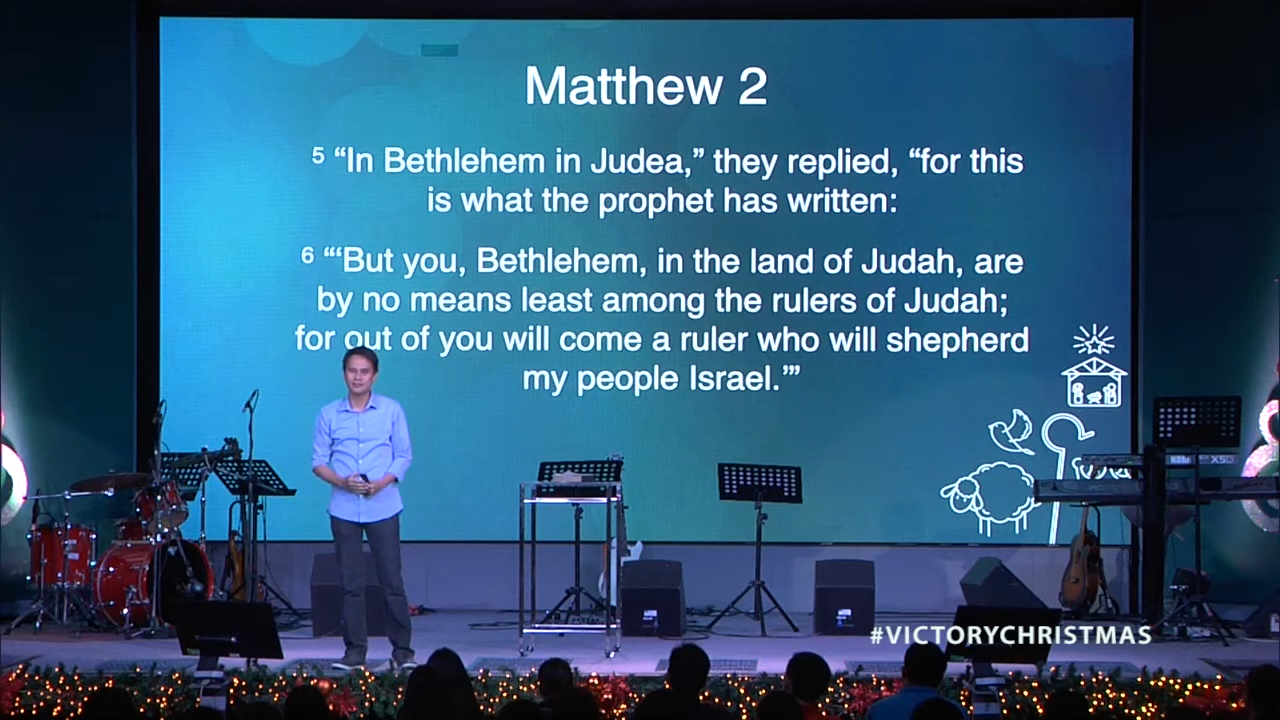 Matthew 2
5 “In Bethlehem in Judea,” they replied, “for this
is what the prophet has written:
6 “‘But you, Bethlehem, in the land of Judah, are
by no means least among the rulers of Judah;
for out of you will come a ruler who will shepherd
my people Israel.’”
KORG X50
#VICTORYCHRISTMAS